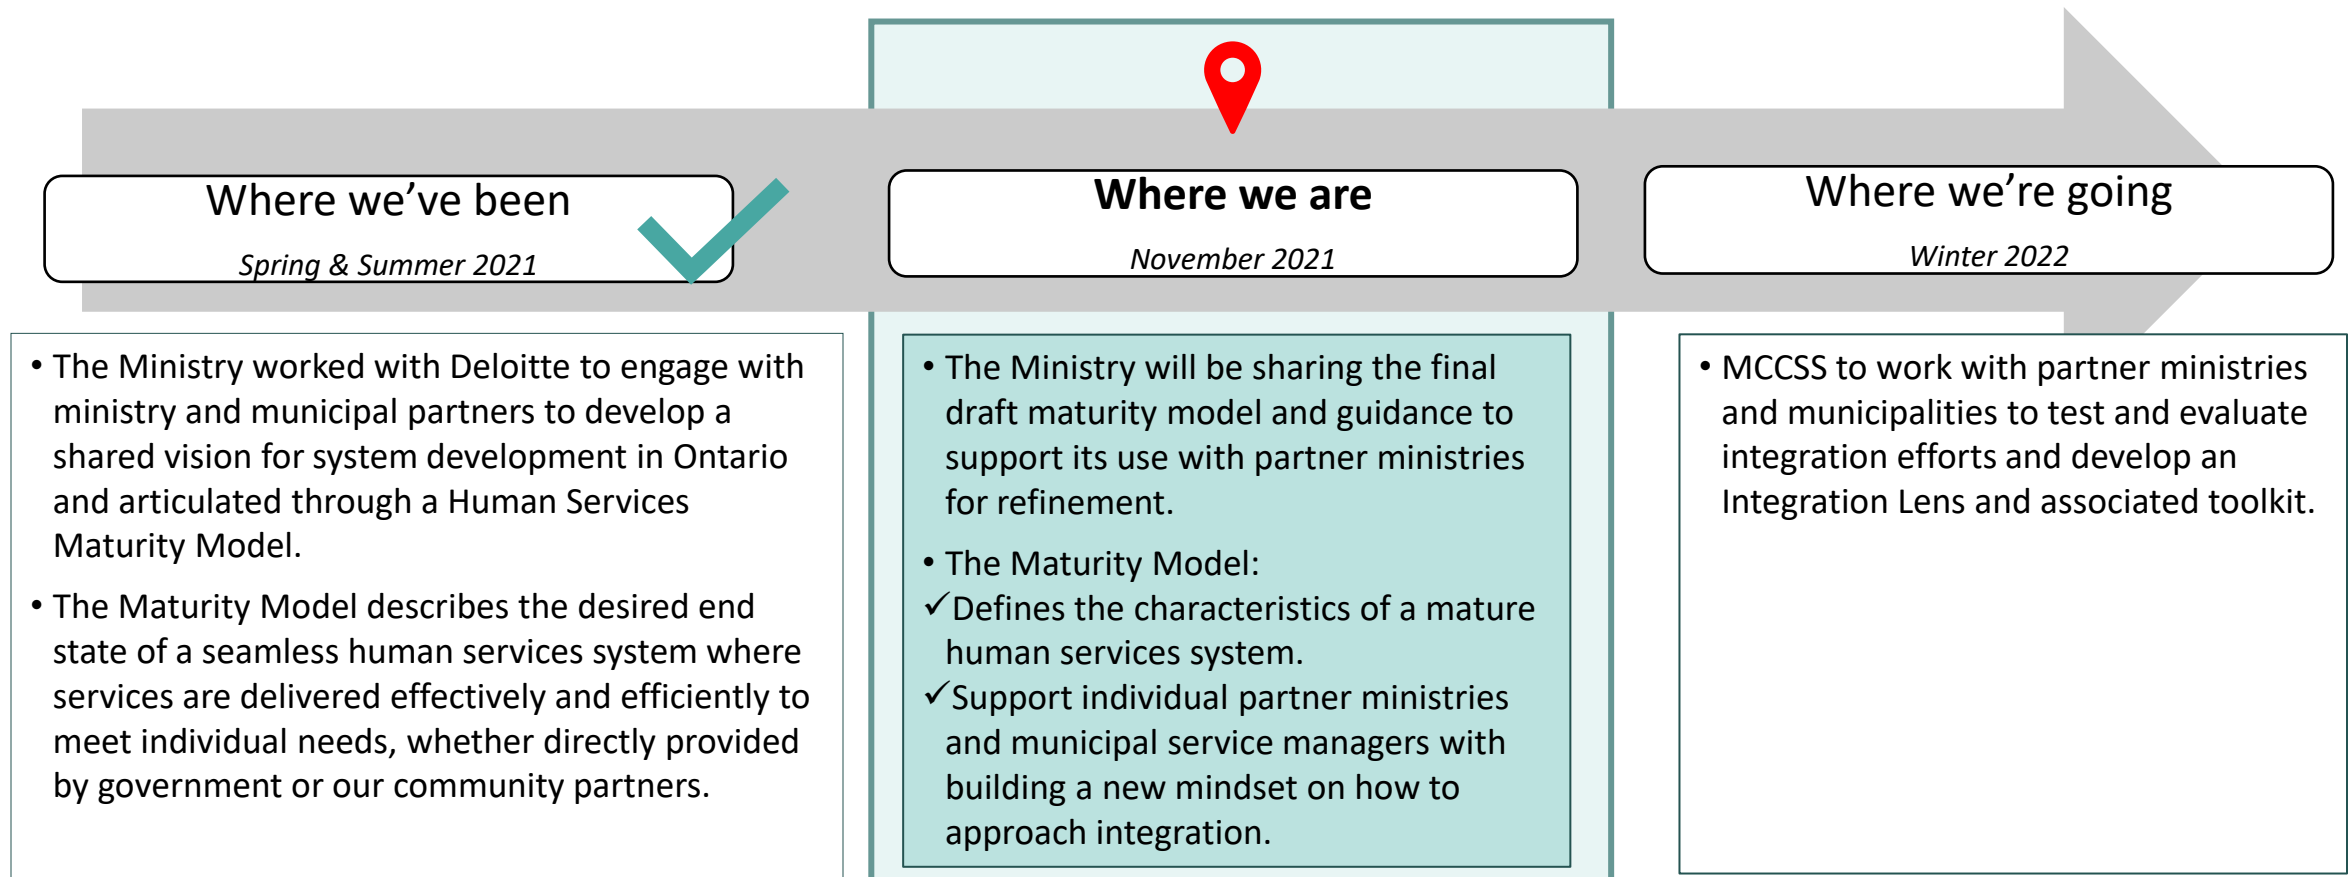 Where we’ve been
Spring & Summer 2021
• The Ministry worked with Deloitte to engage with
ministry and municipal partners to develop a
shared vision for system development in Ontario
and articulated through a Human Services
Maturity Model.
• The Maturity Model describes the desired end
state of a seamless human services system where
services are delivered effectively and efficiently to
meet individual needs, whether directly provided
by government or our community partners.
Where we are
November 2021
• The Ministry will be sharing the final
draft maturity model and guidance to
support its use with partner ministries
for refinement.
• The Maturity Model:
✓Defines the characteristics of a mature
human services system.
✓Support individual partner ministries
and municipal service managers with
building a new mindset on how to
approach integration.
Where we’re going
Winter 2022
• MCCSS to work with partner ministries
and municipalities to test and evaluate
integration efforts and develop an
Integration Lens and associated toolkit.